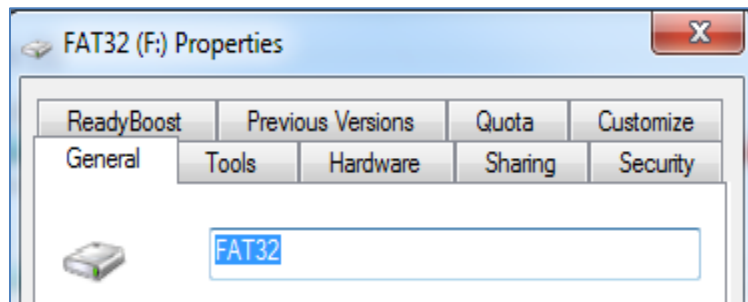 FAT32 (F:) Properties
X
ReadyBoost Previous Versions Quota Customize
General Tools Hardware Sharing Security
FAT32